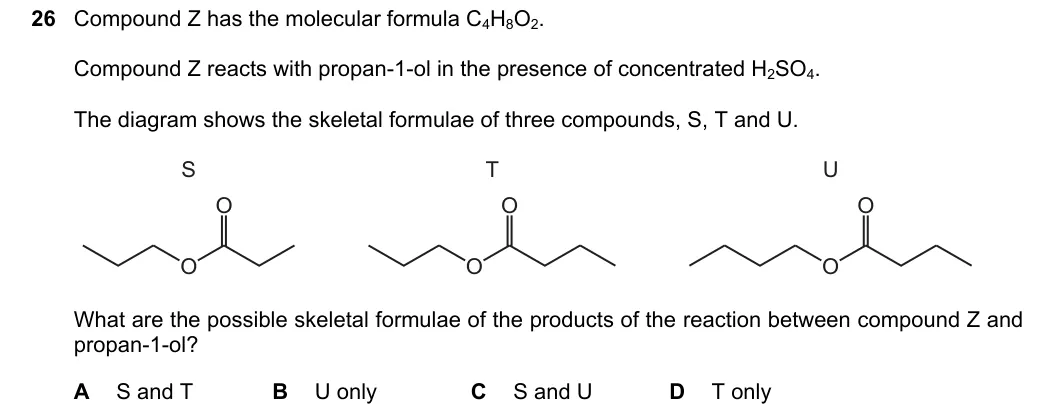 26 Compound Z has the molecular formula C₄H₈O₂.
Compound Z reacts with propan-1-ol in the presence of concentrated H₂SO₄.
The diagram shows the skeletal formulae of three compounds, S, T and U.
S T U
O O O
O O O
What are the possible skeletal formulae of the products of the reaction between compound Z and
propan-1-ol?
A S and T B U only C S and U D T only